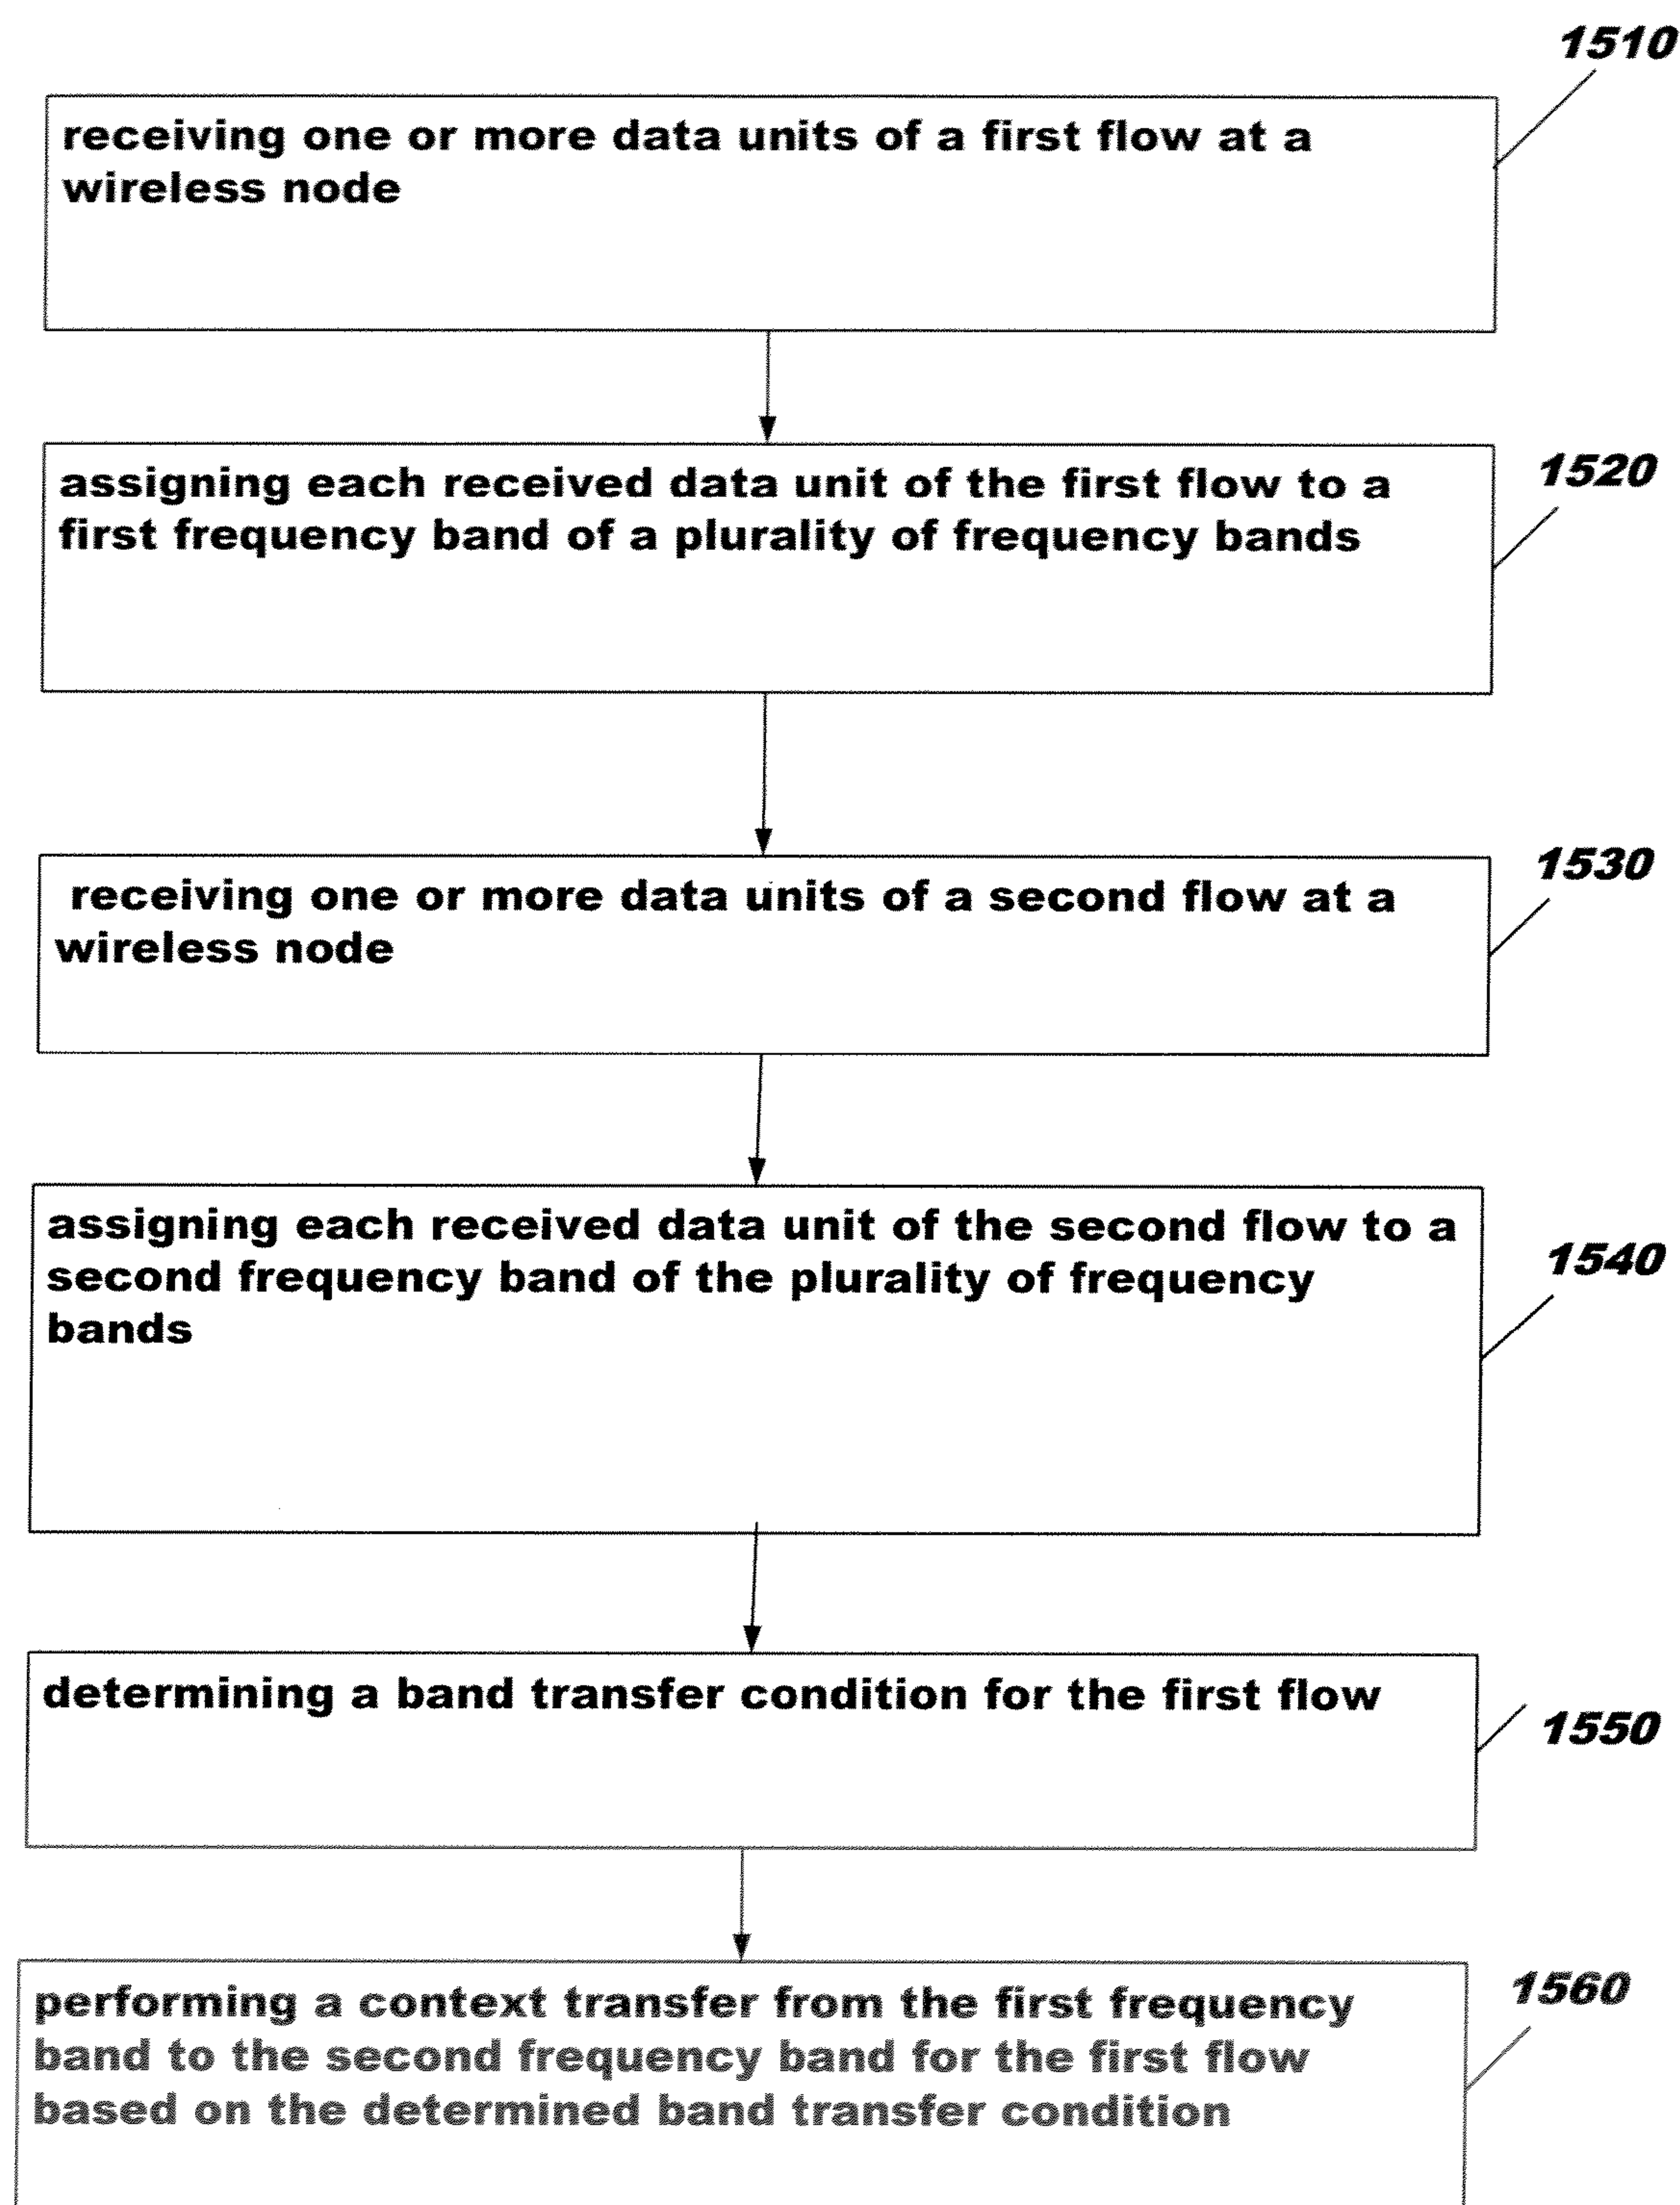 1510
receiving one or more data units of a first flow at a
wireless node
1520
assigning each received data unit of the first flow to a
first frequency band of a plurality of frequency bands
1530
receiving one or more data units of a second flow at a
wireless node
assigning each received data unit of the second flow to a
second frequency band of the plurality of frequency
bands
1540
determining a band transfer condition for the first flow
1550
performing a context transfer from the first frequency
band to the second frequency band for the first flow
based on the determined band transfer condition
1560